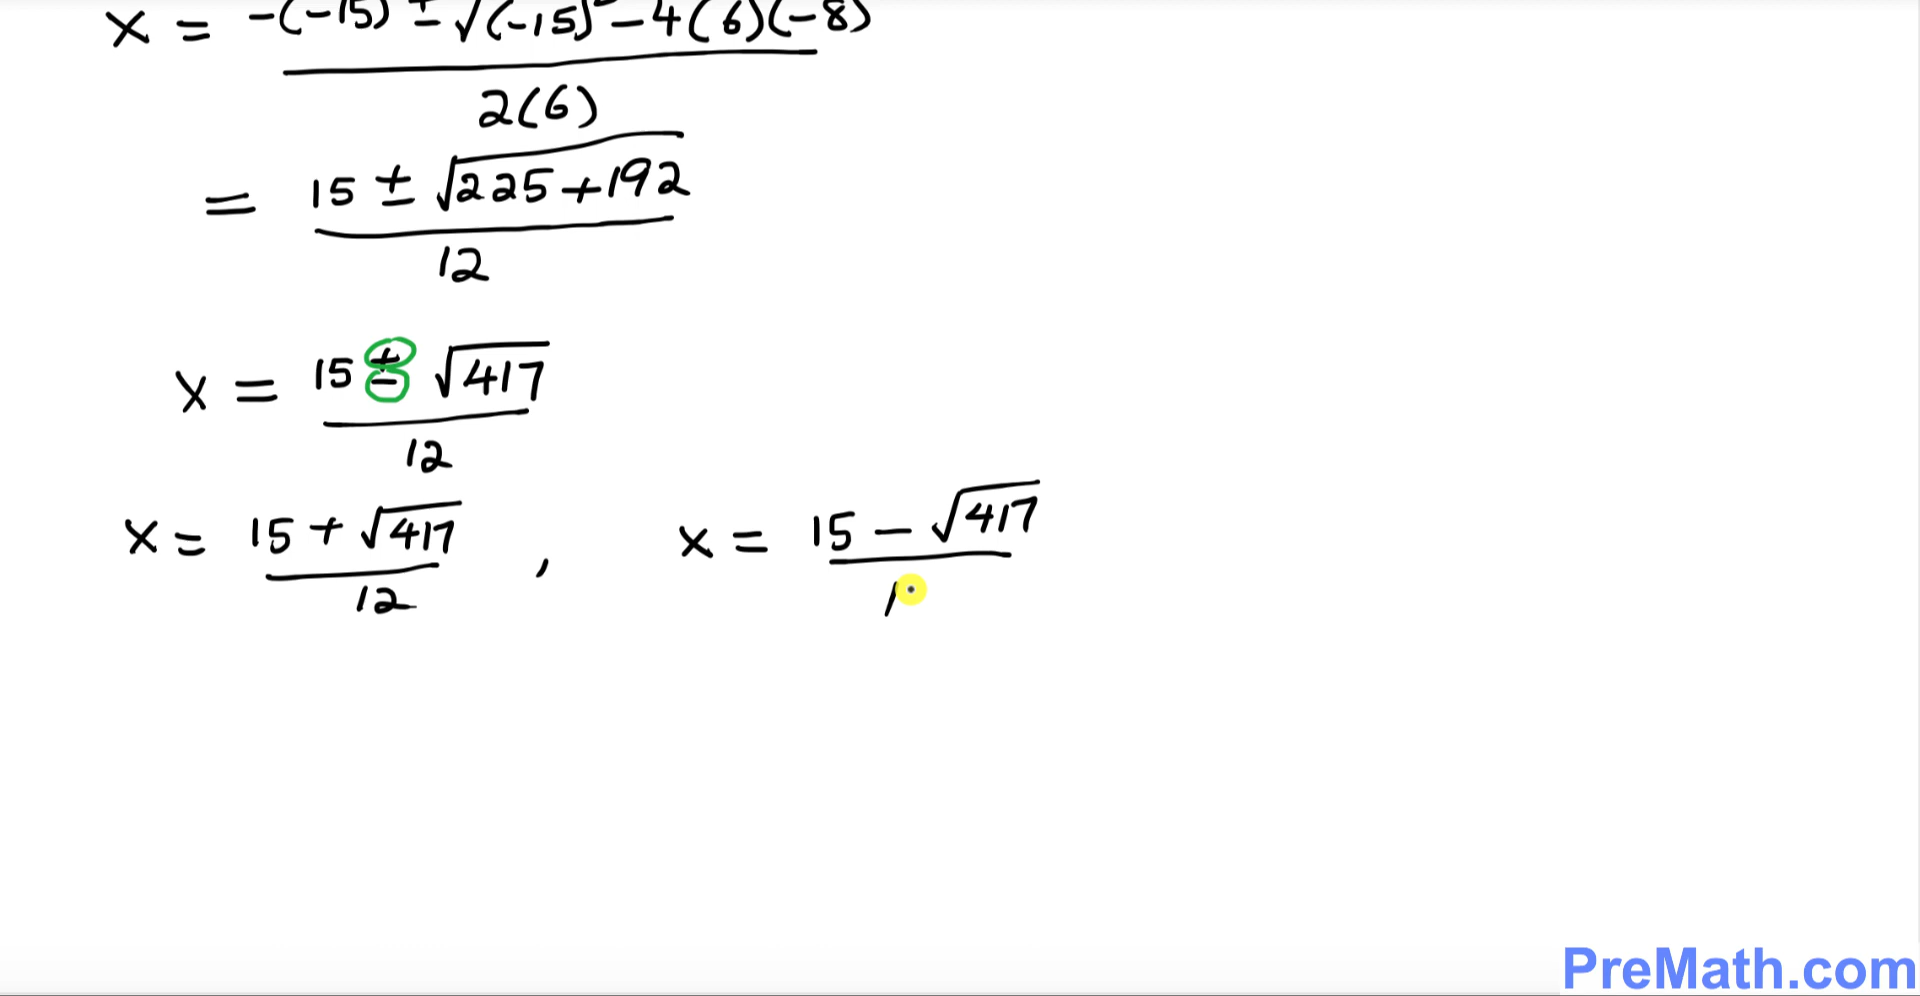 x = -(-15) ± √(-15)² - 4(6)(-8)
2(6)
= 15 ± √225+192
12
x = 15 ± √417
12
x = 15 + √417 , x = 15 - √417
12 1
PreMath.com